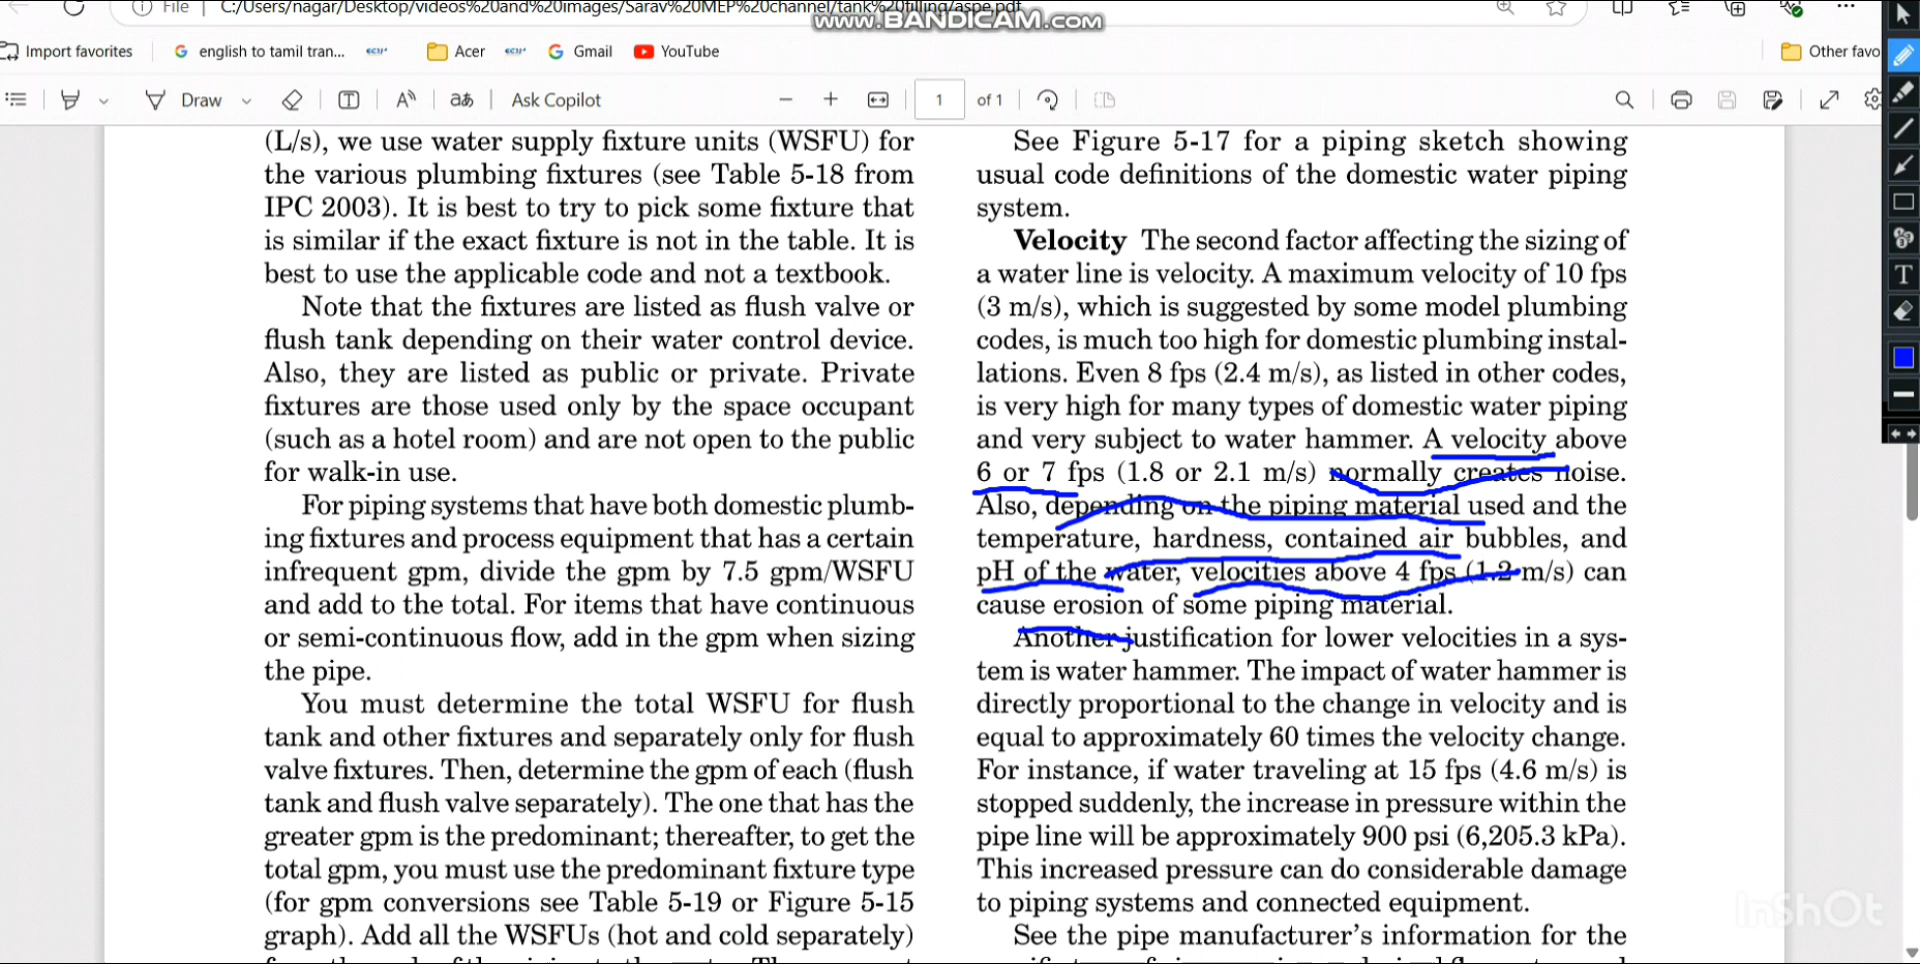 File
C:/Users/nagar/Desktop/videos%20and%20images/Sarav%20MEP%20channel/tank%20filling/aspe.pdf
www.BANDICAM.com
Import favorites
english to tamil tran...
Acer
Gmail
YouTube
Other favo
Draw
Ask Copilot
1
of 1
(L/s), we use water supply fixture units (WSFU) for
the various plumbing fixtures (see Table 5-18 from
IPC 2003). It is best to try to pick some fixture that
is similar if the exact fixture is not in the table. It is
best to use the applicable code and not a textbook.
Note that the fixtures are listed as flush valve or
flush tank depending on their water control device.
Also, they are listed as public or private. Private
fixtures are those used only by the space occupant
(such as a hotel room) and are not open to the public
for walk-in use.
For piping systems that have both domestic plumb-
ing fixtures and process equipment that has a certain
infrequent gpm, divide the gpm by 7.5 gpm/WSFU
and add to the total. For items that have continuous
or semi-continuous flow, add in the gpm when sizing
the pipe.
You must determine the total WSFU for flush
tank and other fixtures and separately only for flush
valve fixtures. Then, determine the gpm of each (flush
tank and flush valve separately). The one that has the
greater gpm is the predominant; thereafter, to get the
total gpm, you must use the predominant fixture type
(for gpm conversions see Table 5-19 or Figure 5-15
graph). Add all the WSFUs (hot and cold separately)
See Figure 5-17 for a piping sketch showing
usual code definitions of the domestic water piping
system.
Velocity The second factor affecting the sizing of
a water line is velocity. A maximum velocity of 10 fps
(3 m/s), which is suggested by some model plumbing
codes, is much too high for domestic plumbing instal-
lations. Even 8 fps (2.4 m/s), as listed in other codes,
is very high for many types of domestic water piping
and very subject to water hammer. A velocity above
6 or 7 fps (1.8 or 2.1 m/s) normally creates noise.
Also, depending on the piping material used and the
temperature, hardness, contained air bubbles, and
pH of the water, velocities above 4 fps (1.2 m/s) can
cause erosion of some piping material.
Another justification for lower velocities in a sys-
tem is water hammer. The impact of water hammer is
directly proportional to the change in velocity and is
equal to approximately 60 times the velocity change.
For instance, if water traveling at 15 fps (4.6 m/s) is
stopped suddenly, the increase in pressure within the
pipe line will be approximately 900 psi (6,205.3 kPa).
This increased pressure can do considerable damage
to piping systems and connected equipment.
See the pipe manufacturer's information for the
InShOt